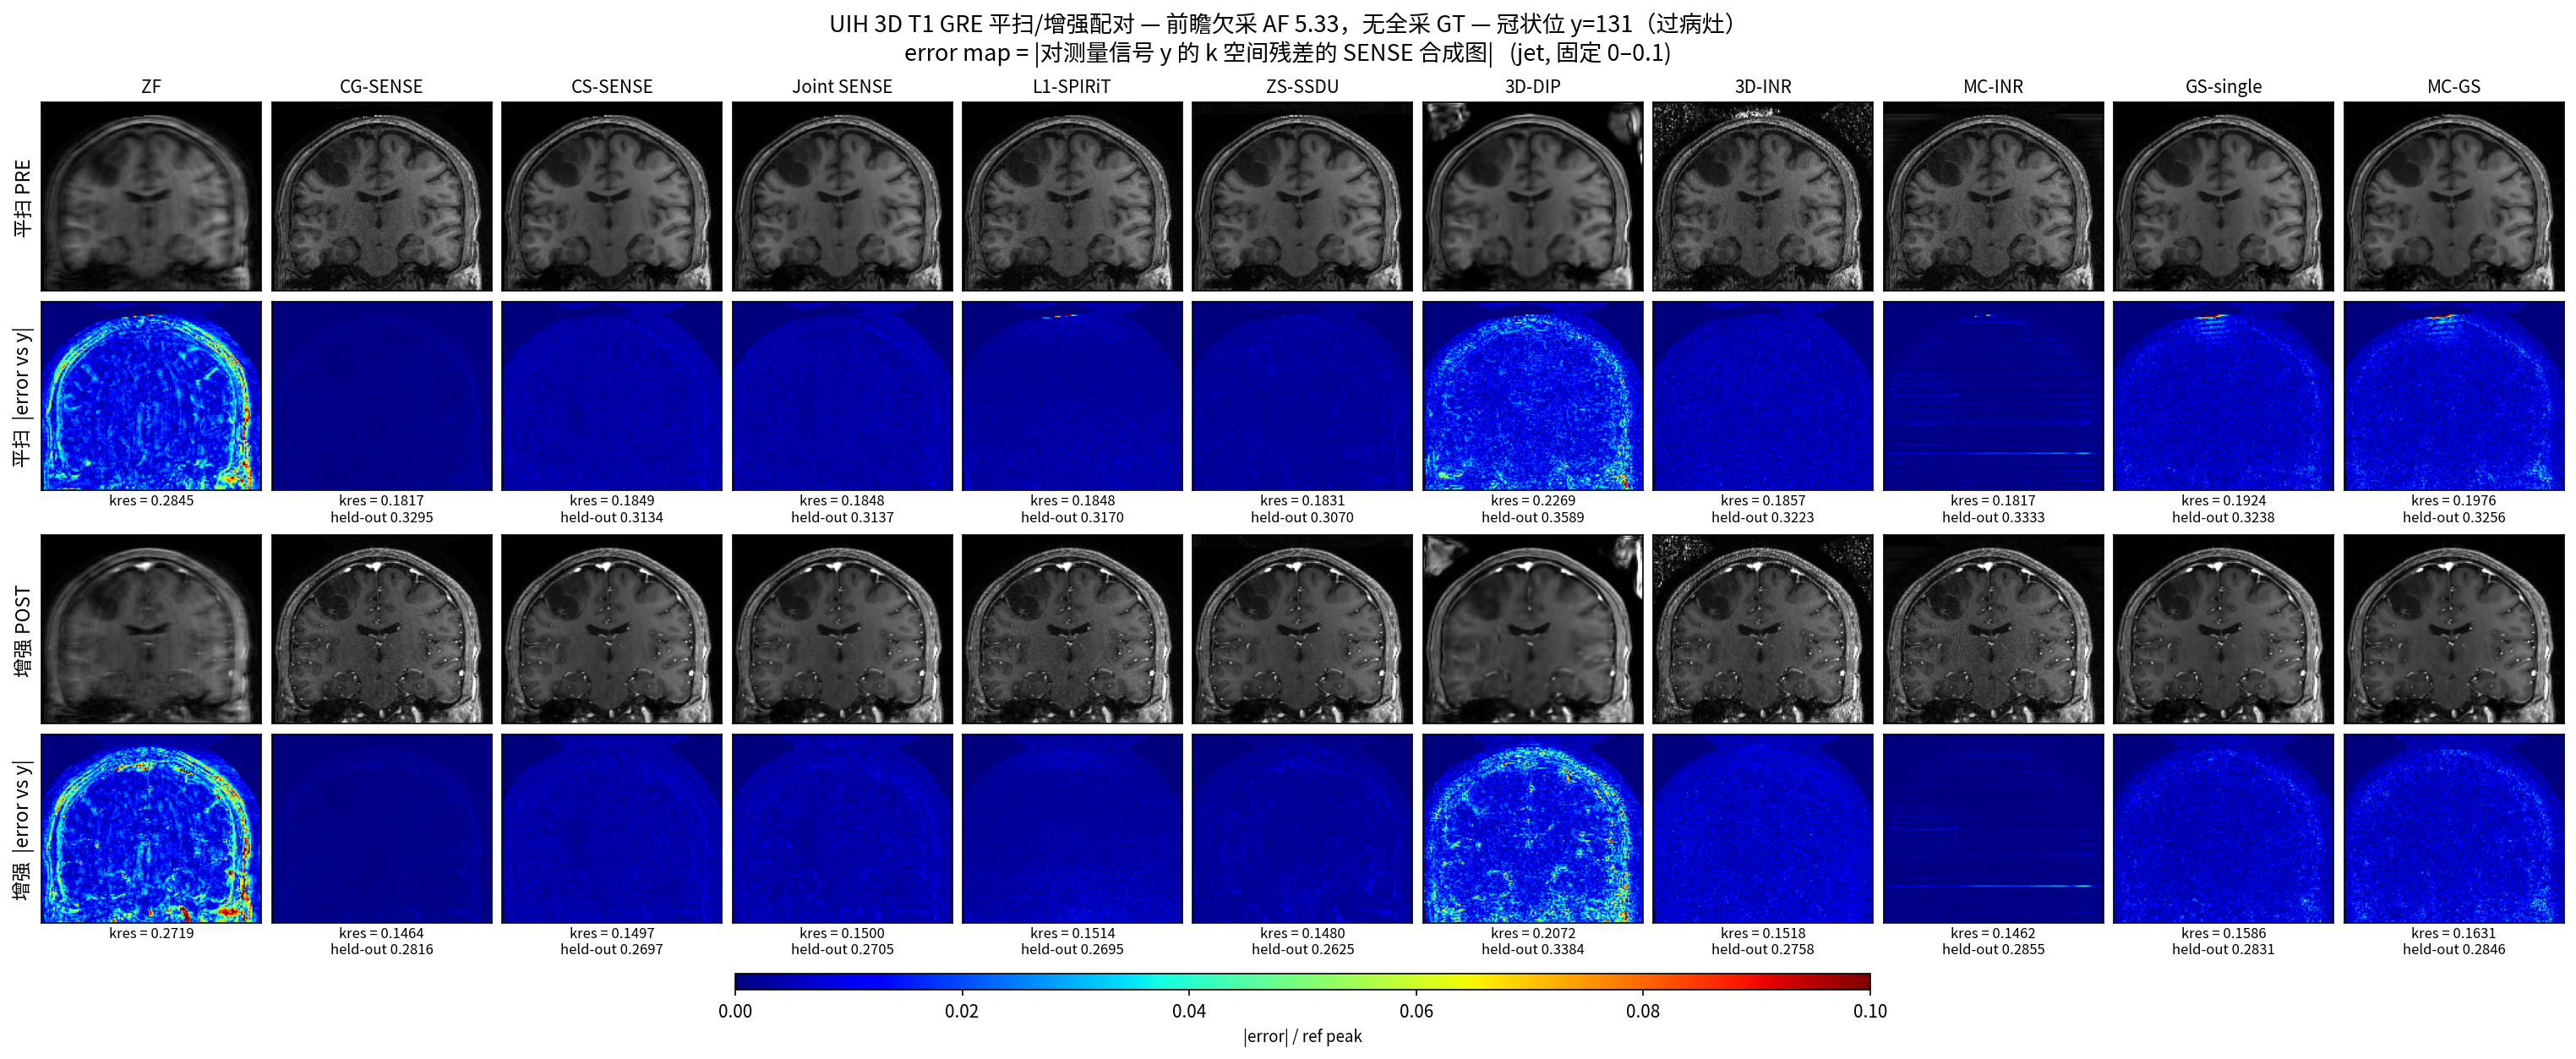 UIH 3D T1 GRE 平扫/增强配对 — 前瞻欠采 AF 5.33，无全采 GT — 冠状位 y=131（过病灶）
error map = |对测量信号 y 的 k 空间残差的 SENSE 合成图| (jet, 固定 0–0.1)
ZF CG-SENSE CS-SENSE Joint SENSE L1-SPIRiT ZS-SSDU 3D-DIP 3D-INR MC-INR GS-single MC-GS
平扫 PRE
平扫 |error vs y|
kres = 0.2845 kres = 0.1817 kres = 0.1849 kres = 0.1848 kres = 0.1848 kres = 0.1831 kres = 0.2269 kres = 0.1857 kres = 0.1817 kres = 0.1924 kres = 0.1976
held-out 0.3295 held-out 0.3134 held-out 0.3137 held-out 0.3170 held-out 0.3070 held-out 0.3589 held-out 0.3223 held-out 0.3333 held-out 0.3238 held-out 0.3256
增强 POST
增强 |error vs y|
kres = 0.2719 kres = 0.1464 kres = 0.1497 kres = 0.1500 kres = 0.1514 kres = 0.1480 kres = 0.2072 kres = 0.1518 kres = 0.1462 kres = 0.1586 kres = 0.1631
held-out 0.2816 held-out 0.2697 held-out 0.2705 held-out 0.2695 held-out 0.2625 held-out 0.3384 held-out 0.2758 held-out 0.2855 held-out 0.2831 held-out 0.2846
0.00 0.02 0.04 0.06 0.08 0.10
|error| / ref peak